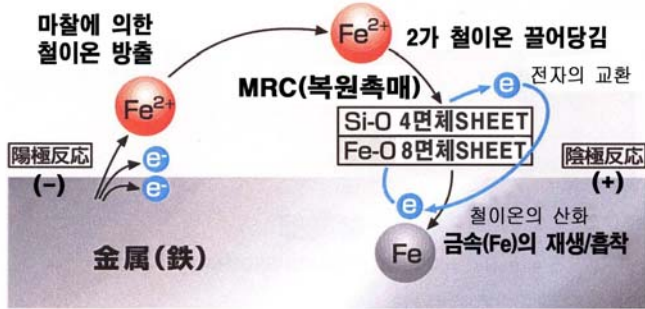 마찰에 의한
철이온 방출
Fe2+
Fe2+
2가 철이온 끌어당김
MRC(복원촉매)
e
전자의 교환
Si-O 4면체SHEET
Fe-O 8면체SHEET
陽極反応
(-)
e-
e-
陰極反応
(+)
e
철이온의 산화
Fe
금속(Fe)의 재생/흡착
金属(鉄)